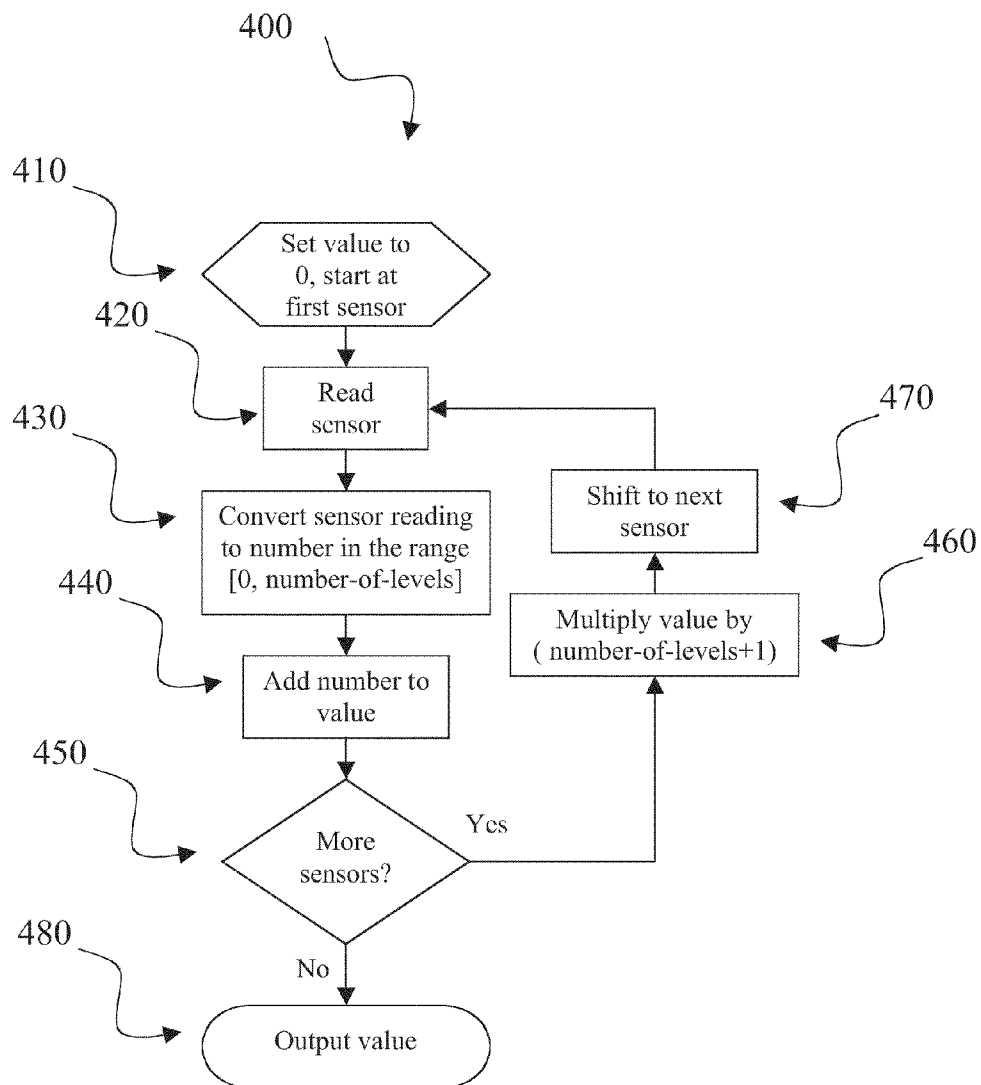 400
410
Set value to
0, start at
first sensor
420
Read
sensor
430
Convert sensor reading
to number in the range
[0, number-of-levels]
470
Shift to next
sensor
460
Multiply value by
( number-of-levels+1)
440
Add number to
value
450
More
sensors?
Yes
No
480
Output value